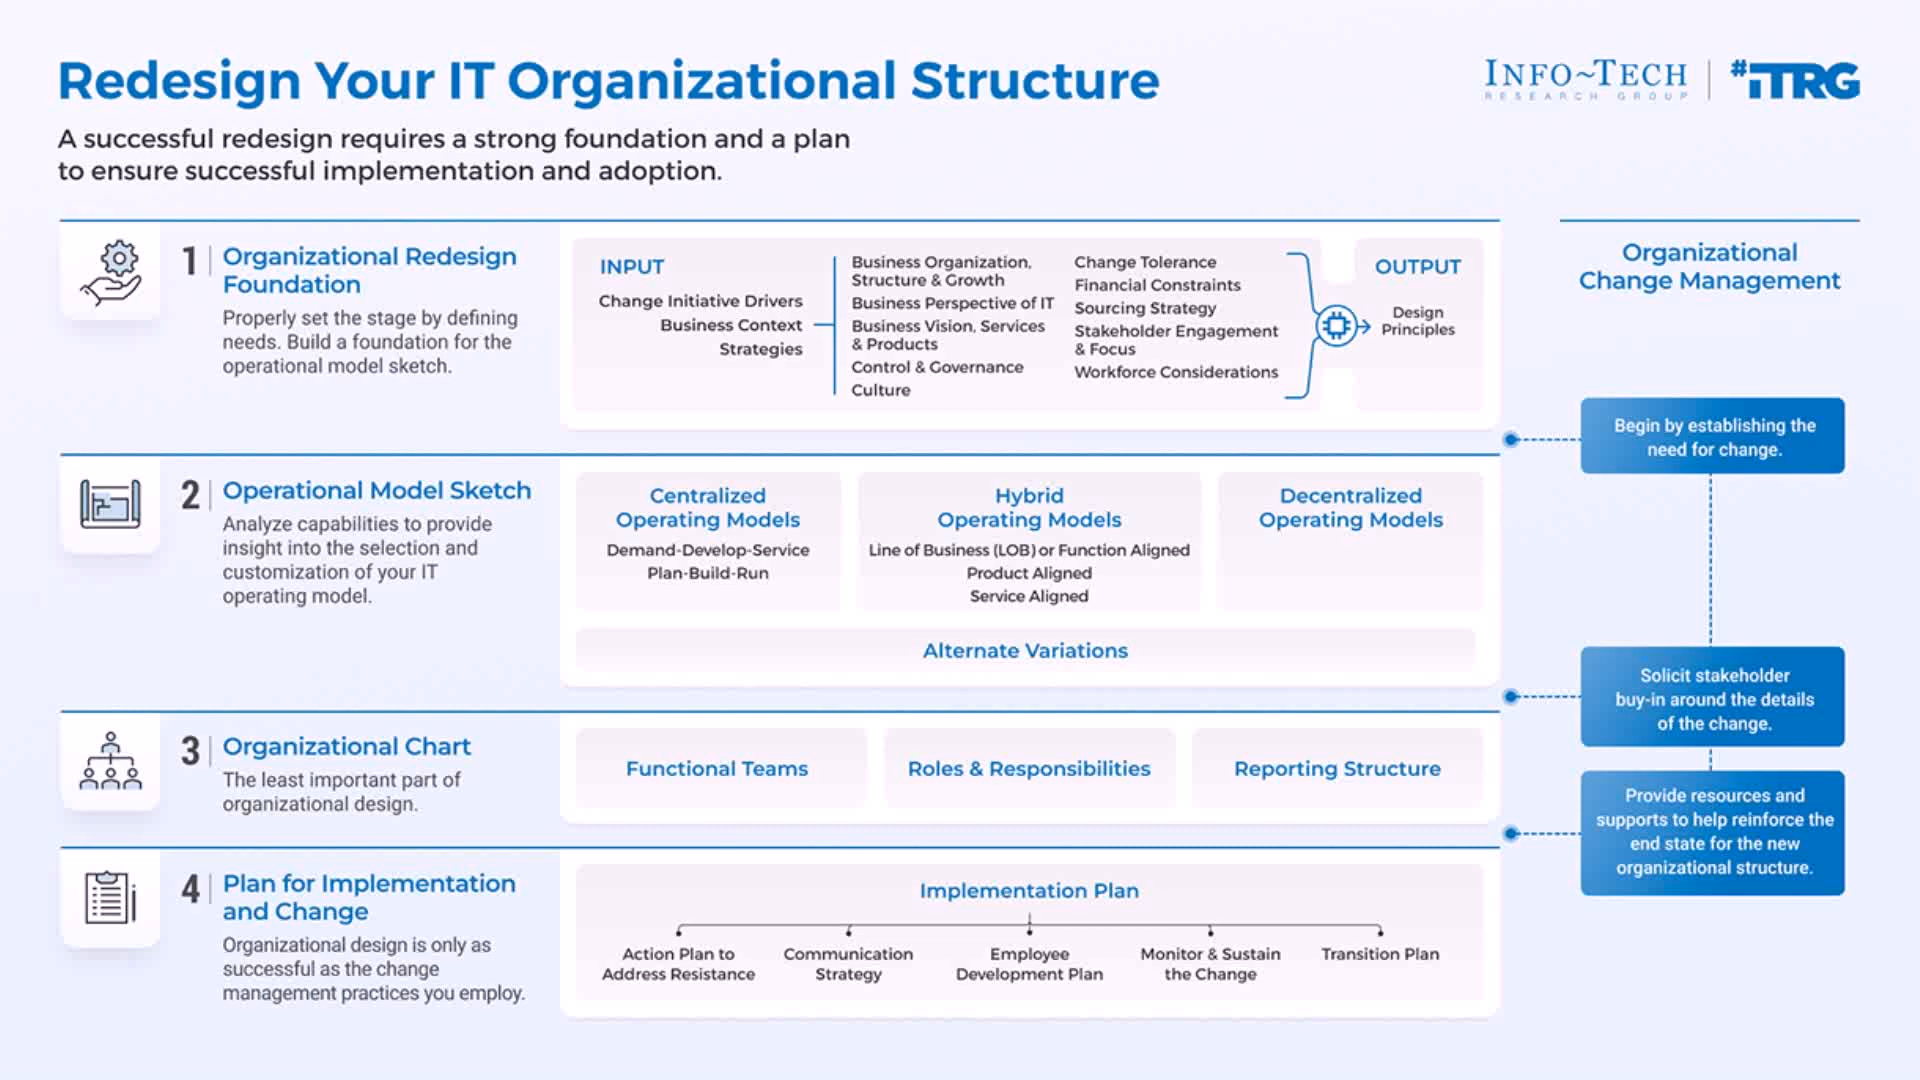 Redesign Your IT Organizational Structure
INFO~TECH
RESEARCH GROUP
#iTRG
A successful redesign requires a strong foundation and a plan
to ensure successful implementation and adoption.
1
Organizational Redesign
Foundation
Properly set the stage by defining
needs. Build a foundation for the
operational model sketch.
INPUT
Change Initiative Drivers
Business Context
Strategies
Business Organization,
Structure & Growth
Business Perspective of IT
Business Vision, Services
& Products
Control & Governance
Culture
Change Tolerance
Financial Constraints
Sourcing Strategy
Stakeholder Engagement
& Focus
Workforce Considerations
OUTPUT
Design
Principles
2
Operational Model Sketch
Analyze capabilities to provide
insight into the selection and
customization of your IT
operating model.
Centralized
Operating Models
Demand-Develop-Service
Plan-Build-Run
Hybrid
Operating Models
Line of Business (LOB) or Function Aligned
Product Aligned
Service Aligned
Decentralized
Operating Models
Alternate Variations
3
Organizational Chart
The least important part of
organizational design.
Functional Teams
Roles & Responsibilities
Reporting Structure
4
Plan for Implementation
and Change
Organizational design is only as
successful as the change
management practices you employ.
Implementation Plan
Action Plan to
Address Resistance
Communication
Strategy
Employee
Development Plan
Monitor & Sustain
the Change
Transition Plan
Organizational
Change Management
Begin by establishing the
need for change.
Solicit stakeholder
buy-in around the details
of the change.
Provide resources and
supports to help reinforce the
end state for the new
organizational structure.